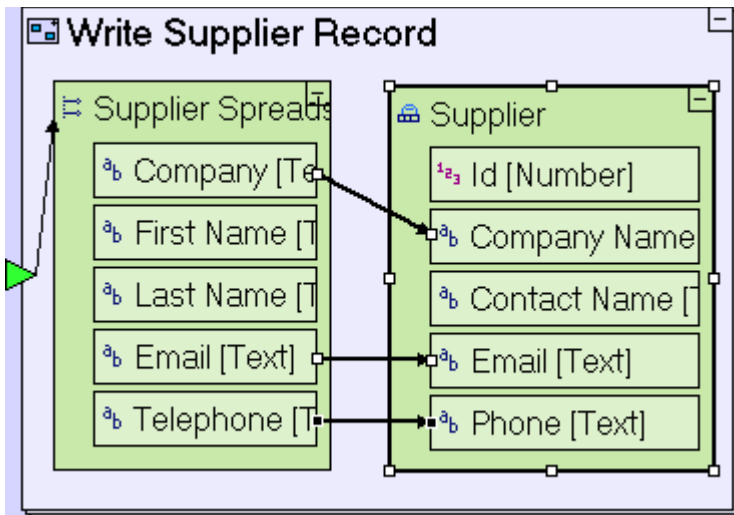 Write Supplier Record
Supplier Spreads
Company [Te
First Name [T
Last Name [T
Email [Text]
Telephone [T
Supplier
Id [Number]
Company Name
Contact Name [T
Email [Text]
Phone [Text]